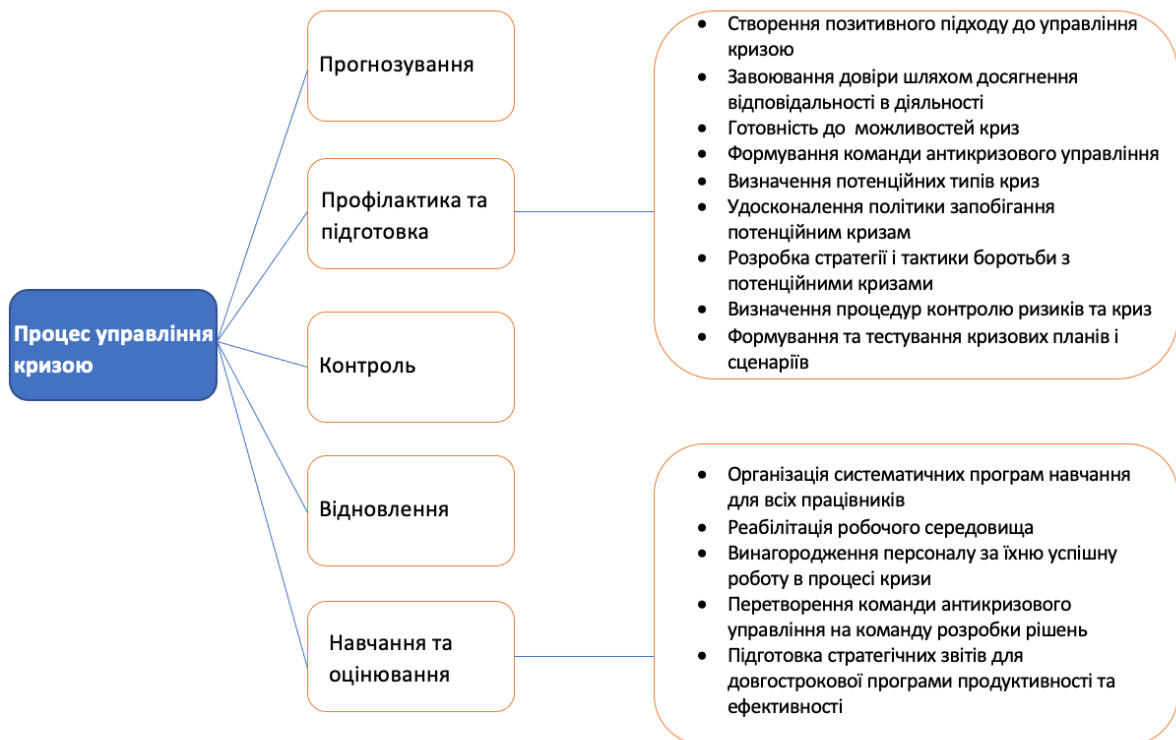 Процес управління
кризою
Прогнозування
Профілактика та
підготовка
Контроль
Відновлення
Навчання та
оцінювання
• Створення позитивного підходу до управління
кризою
• Завоювання довіри шляхом досягнення
відповідальності в діяльності
• Готовність до  можливостей криз
• Формування команди антикризового управління
• Визначення потенційних типів криз
• Удосконалення політики запобігання
потенційним кризам
• Розробка стратегії і тактики боротьби з
потенційними кризами
• Визначення процедур контролю ризиків та криз
• Формування та тестування кризових планів і
сценаріїв
• Організація систематичних програм навчання
для всіх працівників
• Реабілітація робочого середовища
• Винагородження персоналу за їхню успішну
роботу в процесі кризи
• Перетворення команди антикризового
управління на команду розробки рішень
• Підготовка стратегічних звітів для
довгострокової програми продуктивності та
ефективності